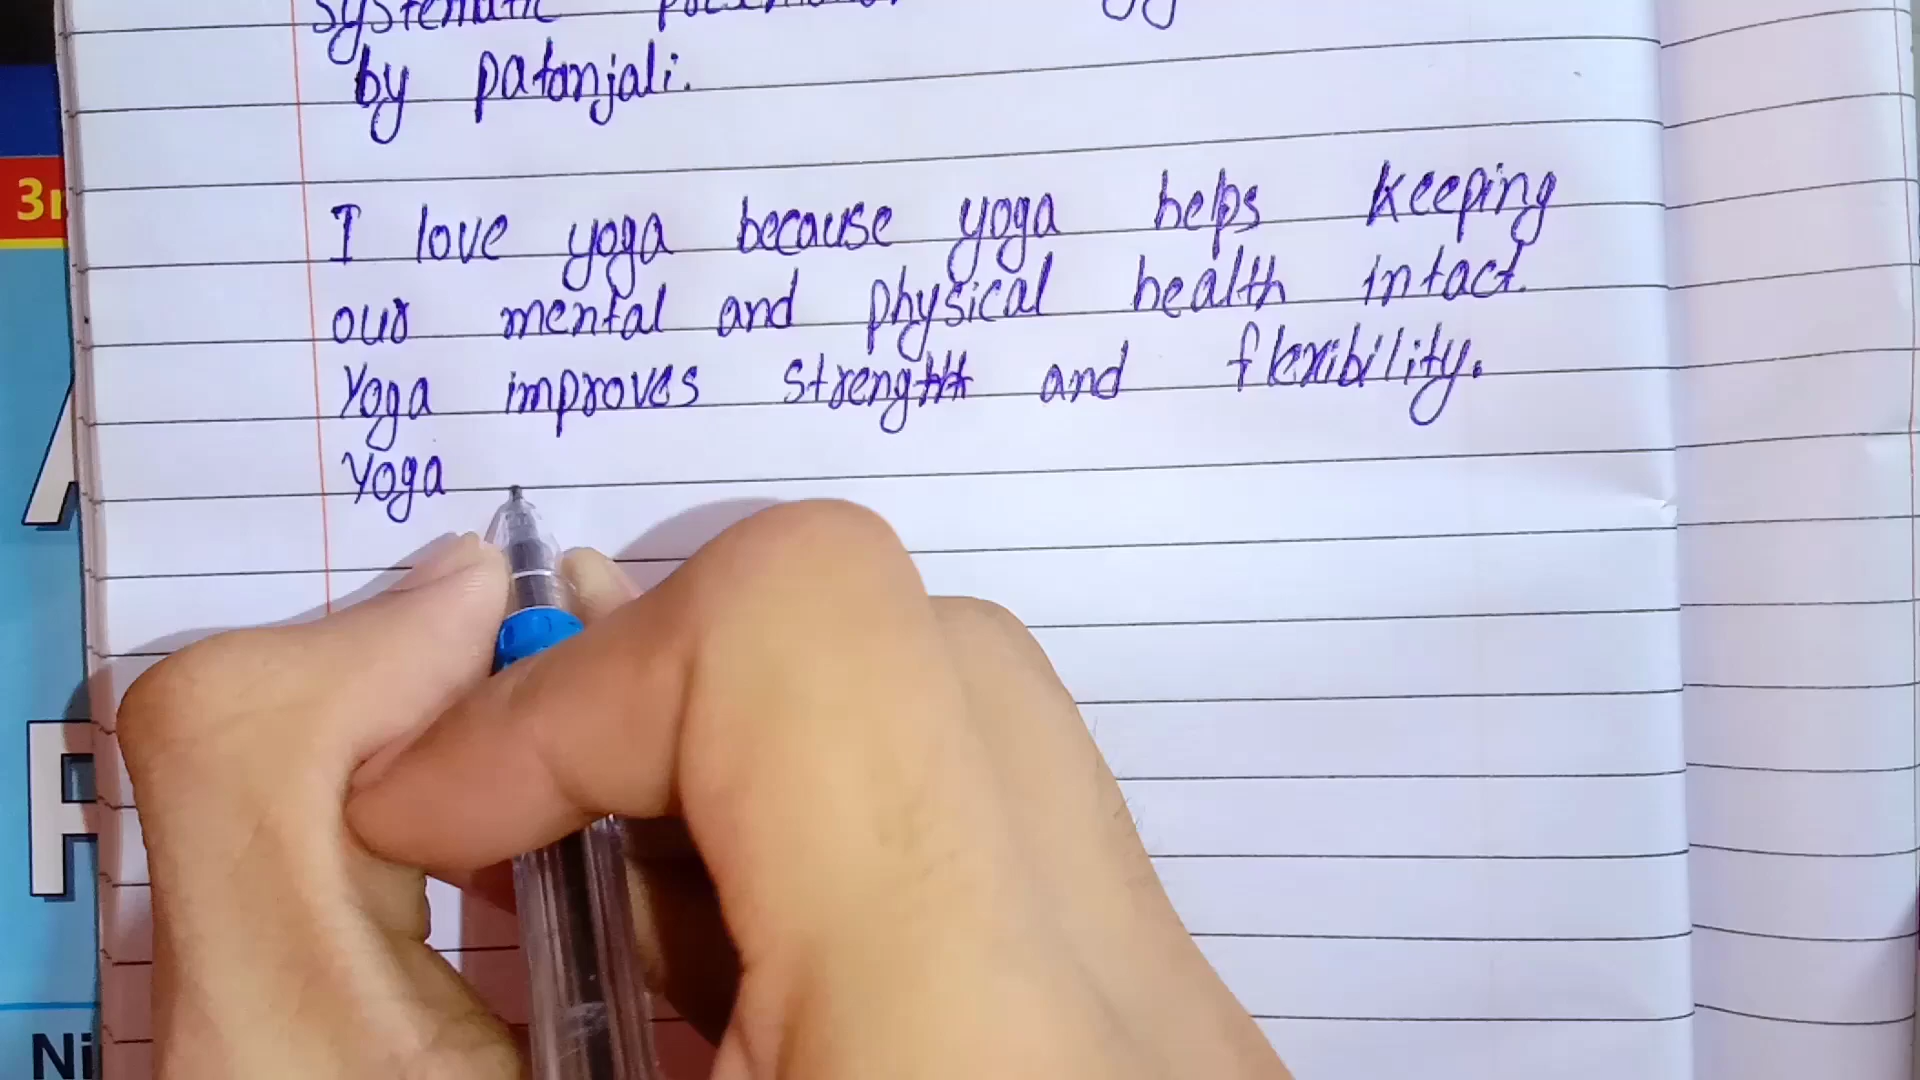 systematic
by patanjali.
I love yoga because yoga helps keeping
our mental and physical health intact.
Yoga improves strength and flexibility.
Yoga